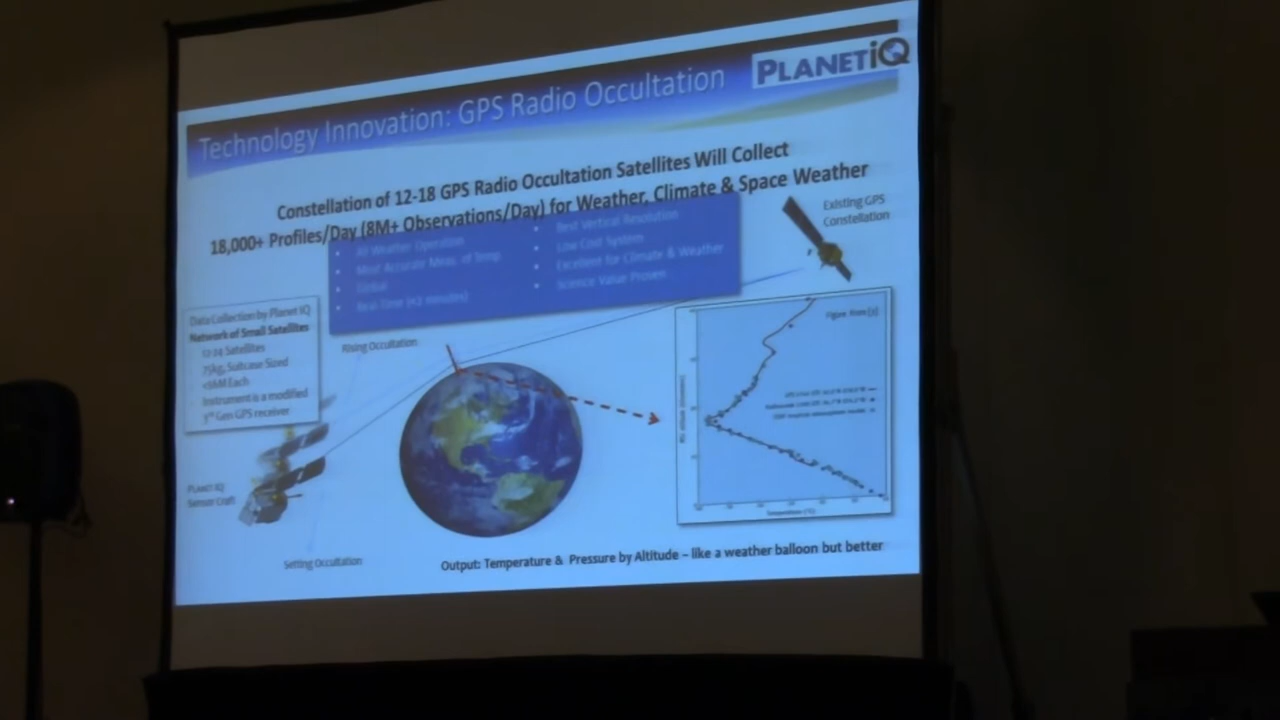 PLANETiQ
Technology Innovation: GPS Radio Occultation
Constellation of 12-18 GPS Radio Occultation Satellites Will Collect
18,000+ Profiles/Day (8M+ Observations/Day) for Weather, Climate & Space Weather
Existing GPS
Constellation
All Weather Operation
Most Accurate Meas. of Temp.
Global
Real-Time (<2 minutes)
Best Vertical Resolution
Low Cost System
Excellent for Climate & Weather
Science Value Proven
Data Collection by Planet IQ
Network of Small Satellites
12-24 Satellites
75kg, Suitcase Sized
<$6M Each
Instrument is a modified
5th Gen GPS receiver
Rising Occultation
Planet IQ
Sensor Craft
Setting Occultation
Temperature (°C)
Output: Temperature & Pressure by Altitude – like a weather balloon but better